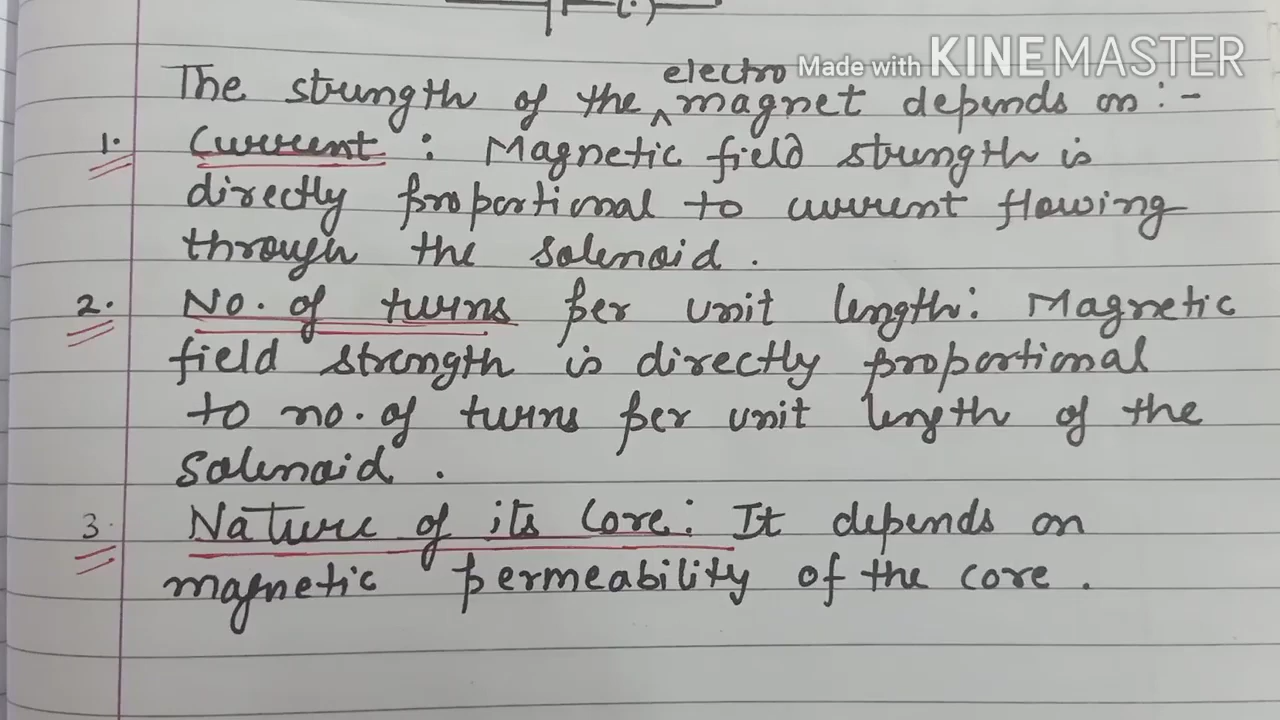 Made with KINEMASTER
The strength of the electro magnet depends on :-
1. Current : Magnetic field strength is
directly proportional to current flowing
through the solenoid .
2. No. of turns per unit length: Magnetic
field strength is directly proportional
to no. of turns per unit length of the
Solenoid .
3. Nature of its Core: It depends on
magnetic permeability of the core .